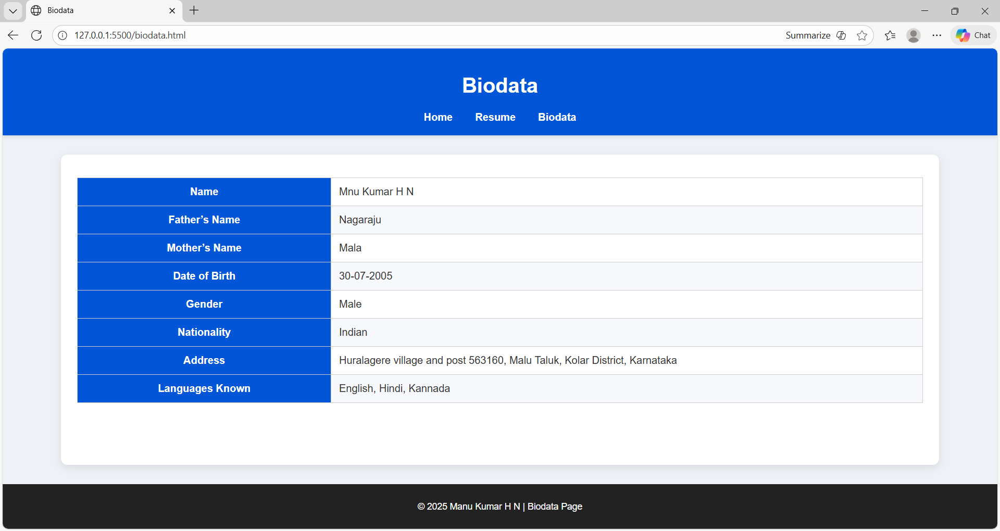 Biodata
127.0.0.1:5500/biodata.html
Summarize
Chat
Biodata
Home Resume Biodata
Name Mnu Kumar H N
Father’s Name Nagaraju
Mother’s Name Mala
Date of Birth 30-07-2005
Gender Male
Nationality Indian
Address Huralagere village and post 563160, Malu Taluk, Kolar District, Karnataka
Languages Known English, Hindi, Kannada
© 2025 Manu Kumar H N | Biodata Page